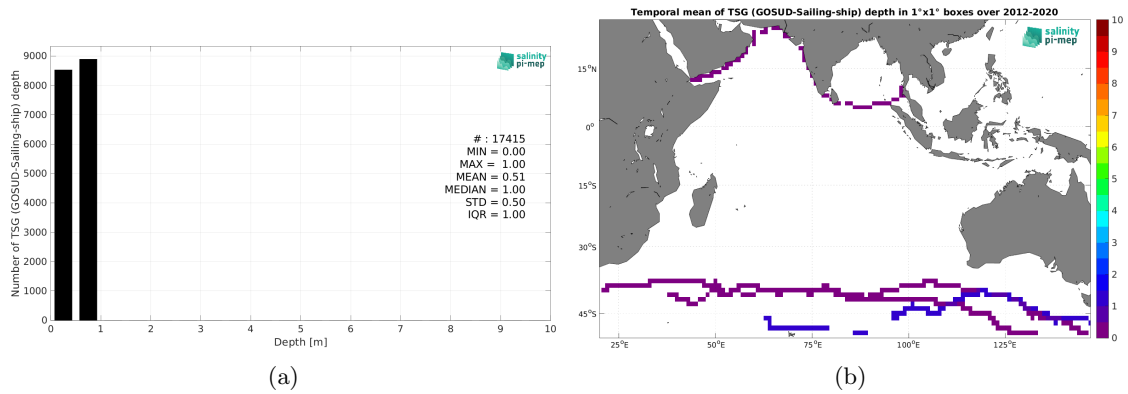 9000
8000
7000
6000
5000
4000
3000
2000
1000
0
Number of TSG (GOSUD-Sailing-ship) depth
salinity
pi-mep
# : 17415
MIN = 0.00
MAX = 1.00
MEAN = 0.51
MEDIAN = 1.00
STD = 0.50
IQR = 1.00
0 1 2 3 4 5 6 7 8 9 10
Depth [m]
(a)
Temporal mean of TSG (GOSUD-Sailing-ship) depth in 1°x1° boxes over 2012-2020
salinity
pi-mep
15°N
0°
15°S
30°S
45°S
25°E 50°E 75°E 100°E 125°E
10
9
8
7
6
5
4
3
2
1
0
(b)